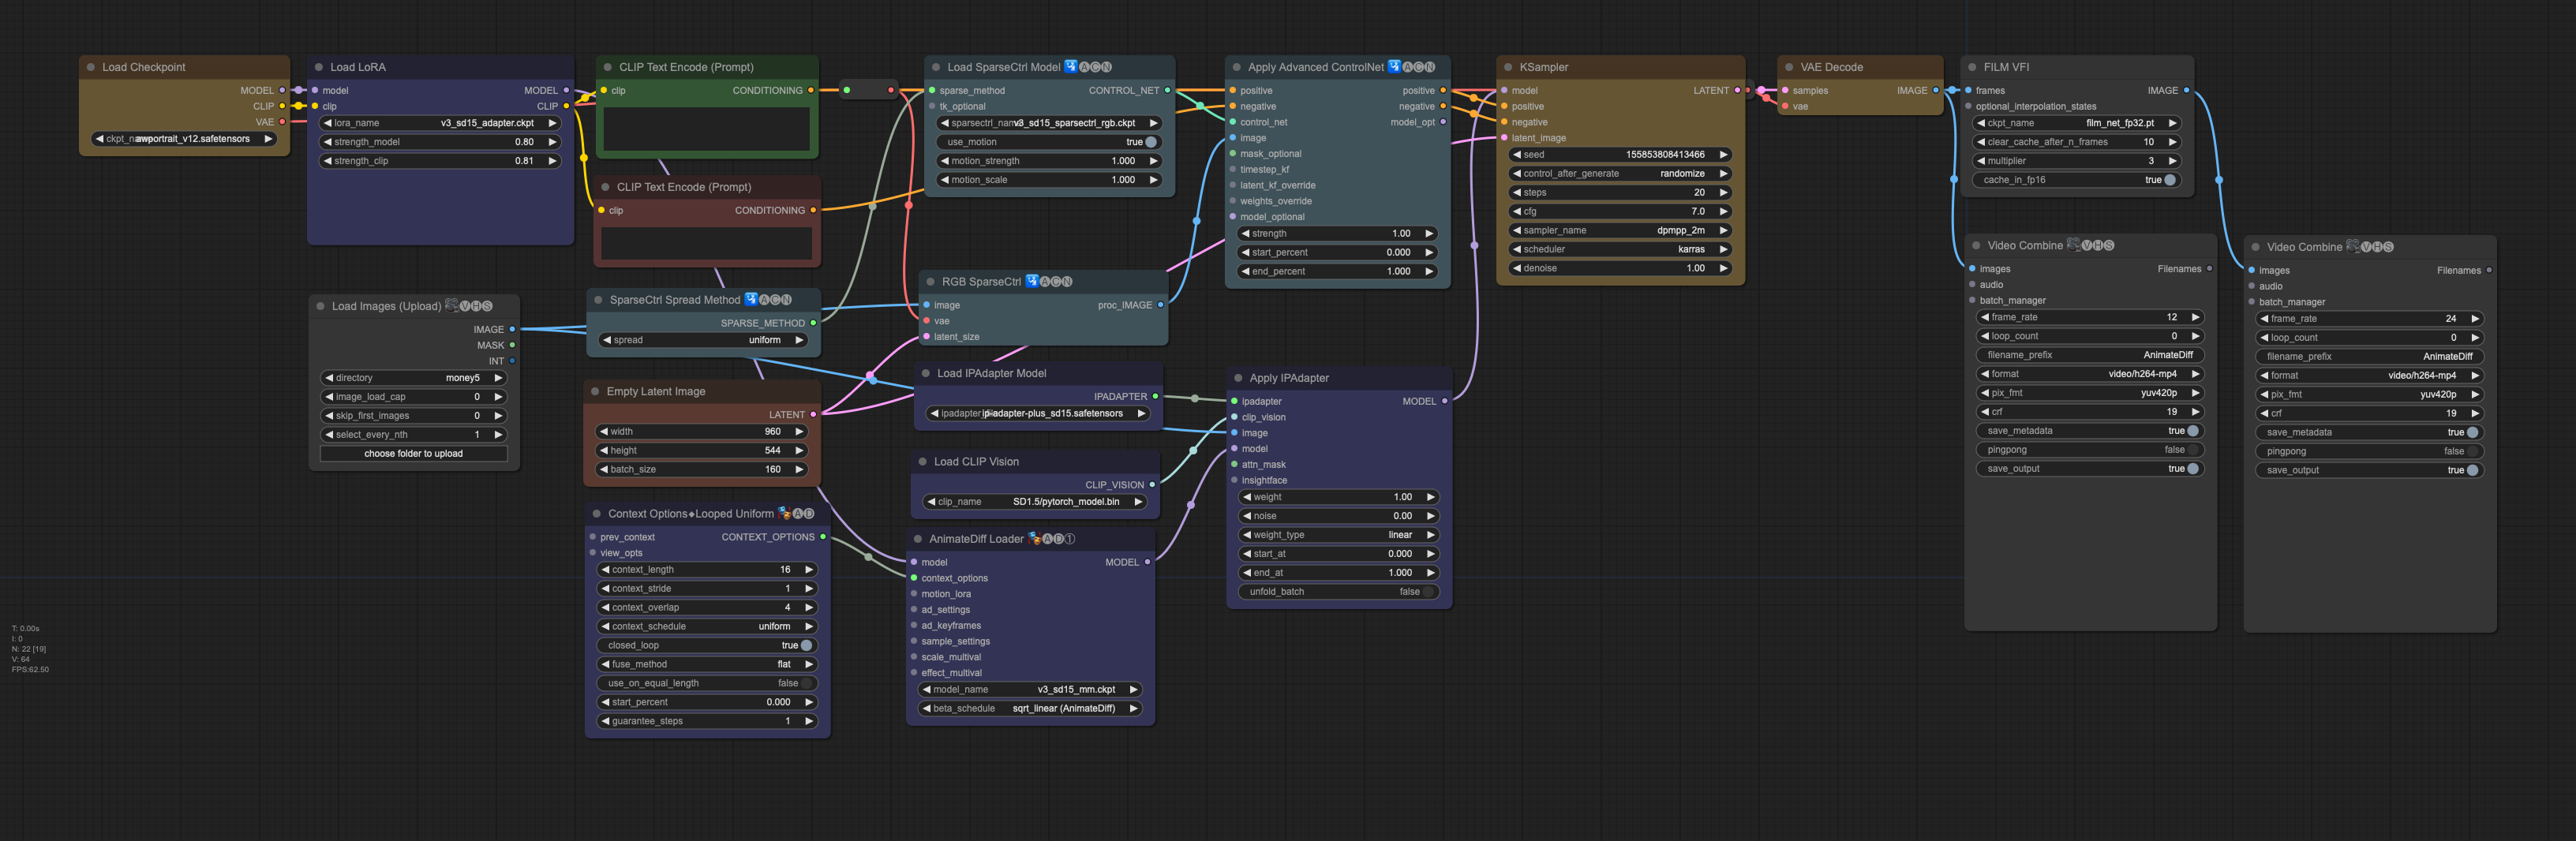 Load Checkpoint
MODEL
CLIP
VAE
awportrait_v12.safetensors
Load LoRA
model MODEL
clip CLIP
lora_name v3_sd15_adapter.ckpt
strength_model 0.80
strength_clip 0.81
CLIP Text Encode (Prompt)
clip CONDITIONING
CLIP Text Encode (Prompt)
clip CONDITIONING
Load Images (Upload) VHS
IMAGE
MASK
INT
directory money5
image_load_cap 0
skip_first_images 0
select_every_nth 1
choose folder to upload
SparseCtrl Spread Method ACN
SPARSE_METHOD
spread uniform
Empty Latent Image
LATENT
width 960
height 544
batch_size 160
Context Options◆Looped Uniform AD
prev_context CONTEXT_OPTIONS
view_opts
context_length 16
context_stride 1
context_overlap 4
context_schedule uniform
closed_loop true
fuse_method flat
use_on_equal_length false
start_percent 0.000
guarantee_steps 1
Load SparseCtrl Model ACN
sparse_method CONTROL_NET
tk_optional
v3_sd15_sparsectrl_rgb.ckpt
use_motion true
motion_strength 1.000
motion_scale 1.000
RGB SparseCtrl ACN
image proc_IMAGE
vae
latent_size
Load IPAdapter Model
IPADAPTER
ip-adapter-plus_sd15.safetensors
Load CLIP Vision
CLIP_VISION
clip_name SD1.5/pytorch_model.bin
AnimateDiff Loader AD①
model MODEL
context_options
motion_lora
ad_settings
ad_keyframes
sample_settings
scale_multival
effect_multival
model_name v3_sd15_mm.ckpt
beta_schedule sqrt_linear (AnimateDiff)
Apply Advanced ControlNet ACN
positive positive
negative negative
control_net model_opt
image
mask_optional
timestep_kf
latent_kf_override
weights_override
model_optional
strength 1.00
start_percent 0.000
end_percent 1.000
Apply IPAdapter
ipadapter MODEL
clip_vision
image
model
attn_mask
insightface
weight 1.00
noise 0.00
weight_type linear
start_at 0.000
end_at 1.000
unfold_batch false
KSampler
model LATENT
positive
negative
latent_image
seed 155853808413466
control_after_generate randomize
steps 20
cfg 7.0
sampler_name dpmpp_2m
scheduler karras
denoise 1.00
VAE Decode
samples IMAGE
vae
FILM VFI
frames IMAGE
optional_interpolation_states
ckpt_name film_net_fp32.pt
clear_cache_after_n_frames 10
multiplier 3
cache_in_fp16 true
Video Combine VHS
images Filenames
audio
batch_manager
frame_rate 12
loop_count 0
filename_prefix AnimateDiff
format video/h264-mp4
pix_fmt yuv420p
crf 19
save_metadata true
pingpong false
save_output true
Video Combine VHS
images Filenames
audio
batch_manager
frame_rate 24
loop_count 0
filename_prefix AnimateDiff
format video/h264-mp4
pix_fmt yuv420p
crf 19
save_metadata true
pingpong false
save_output true
T: 0.00s
I: 0
N: 22 [19]
V: 64
FPS:62.50